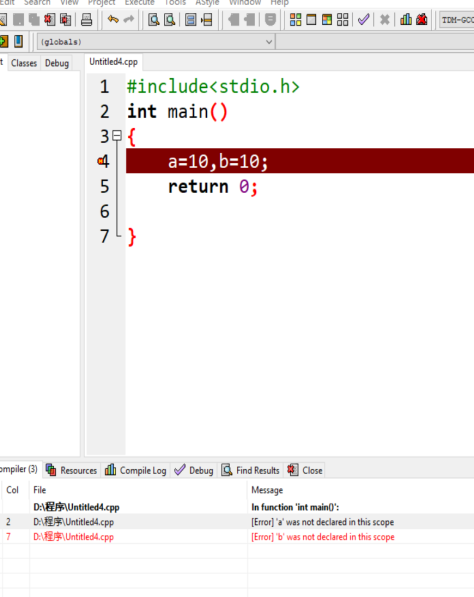 Edit Search View Project Execute Tools AStyle Window Help
TDM-GCC
(globals)
Classes Debug Untitled4.cpp
1 #include<stdio.h>
2 int main()
3 {
4 a=10,b=10;
5 return 0;
6
7 }
Compiler (3) Resources Compile Log Debug Find Results Close
Col File Message
D:\程序\Untitled4.cpp In function 'int main()':
2 D:\程序\Untitled4.cpp [Error] 'a' was not declared in this scope
7 D:\程序\Untitled4.cpp [Error] 'b' was not declared in this scope